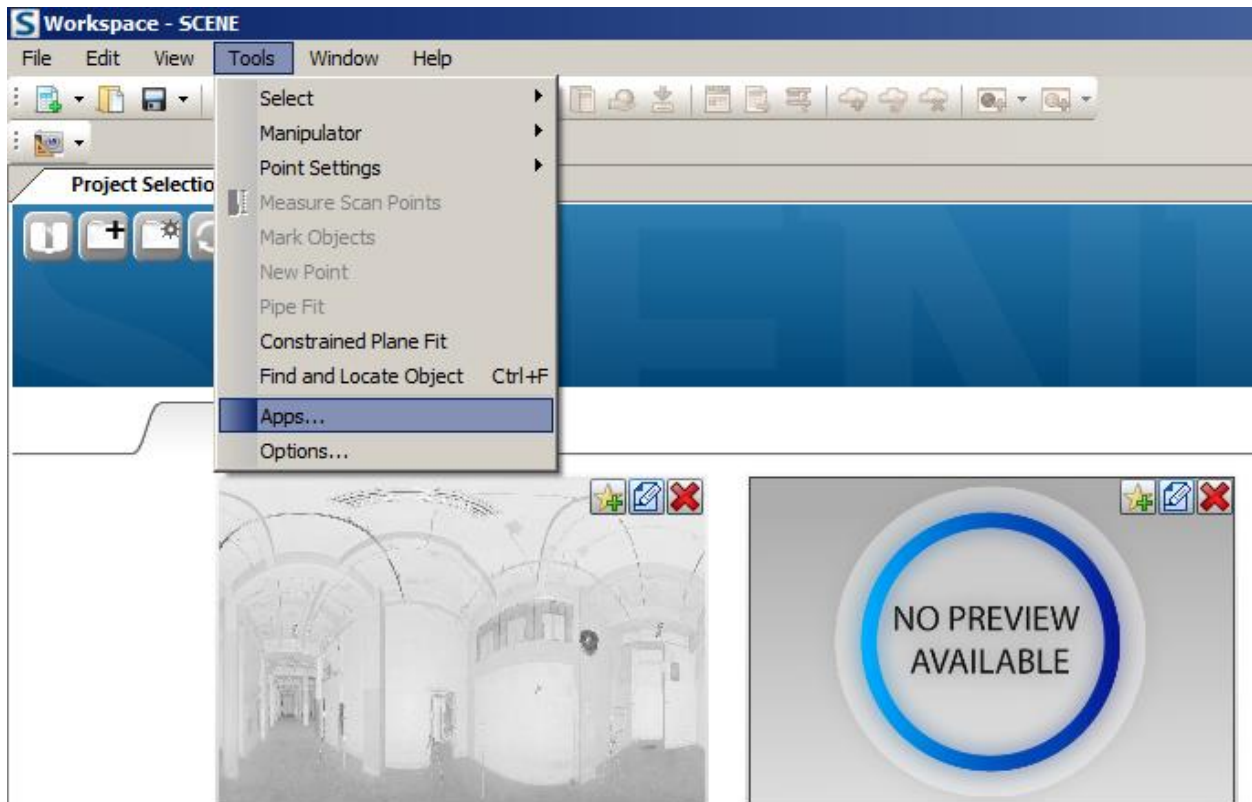 Workspace - SCENE
File Edit View Tools Window Help
Select
Manipulator
Point Settings
Project Selectio
Measure Scan Points
Mark Objects
New Point
Pipe Fit
Constrained Plane Fit
Find and Locate Object Ctrl+F
Apps...
Options...
NO PREVIEW
AVAILABLE